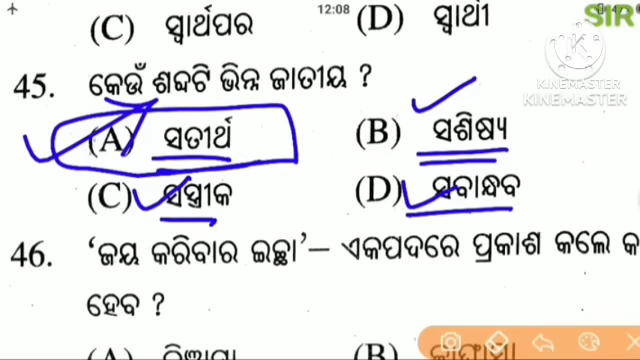 12:08
(C) ସ୍ୱାର୍ଥପର (D) ସ୍ୱାର୍ଥୀ
SIR
KINEMASTER
KINEMASTER
45. କେଉଁ ଶବ୍ଦଟି ଭିନ୍ନ ଜାତୀୟ ?
(A) ସତୀର୍ଥ (B) ସଶିଷ୍ୟ
(C) ସସ୍ତ୍ରୀକ (D) ସବାନ୍ଧବ
46. ‘ଜୟ କରିବାର ଇଚ୍ଛା’ – ଏକପଦରେ ପ୍ରକାଶ କଲେ କ
ହେବ ?
(A) (B)